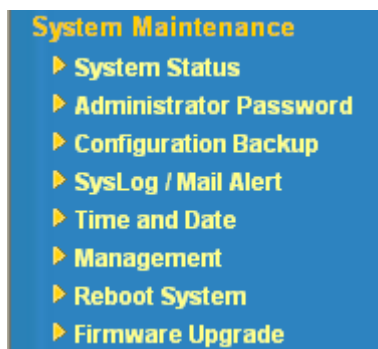 System Maintenance
System Status
Administrator Password
Configuration Backup
SysLog / Mail Alert
Time and Date
Management
Reboot System
Firmware Upgrade